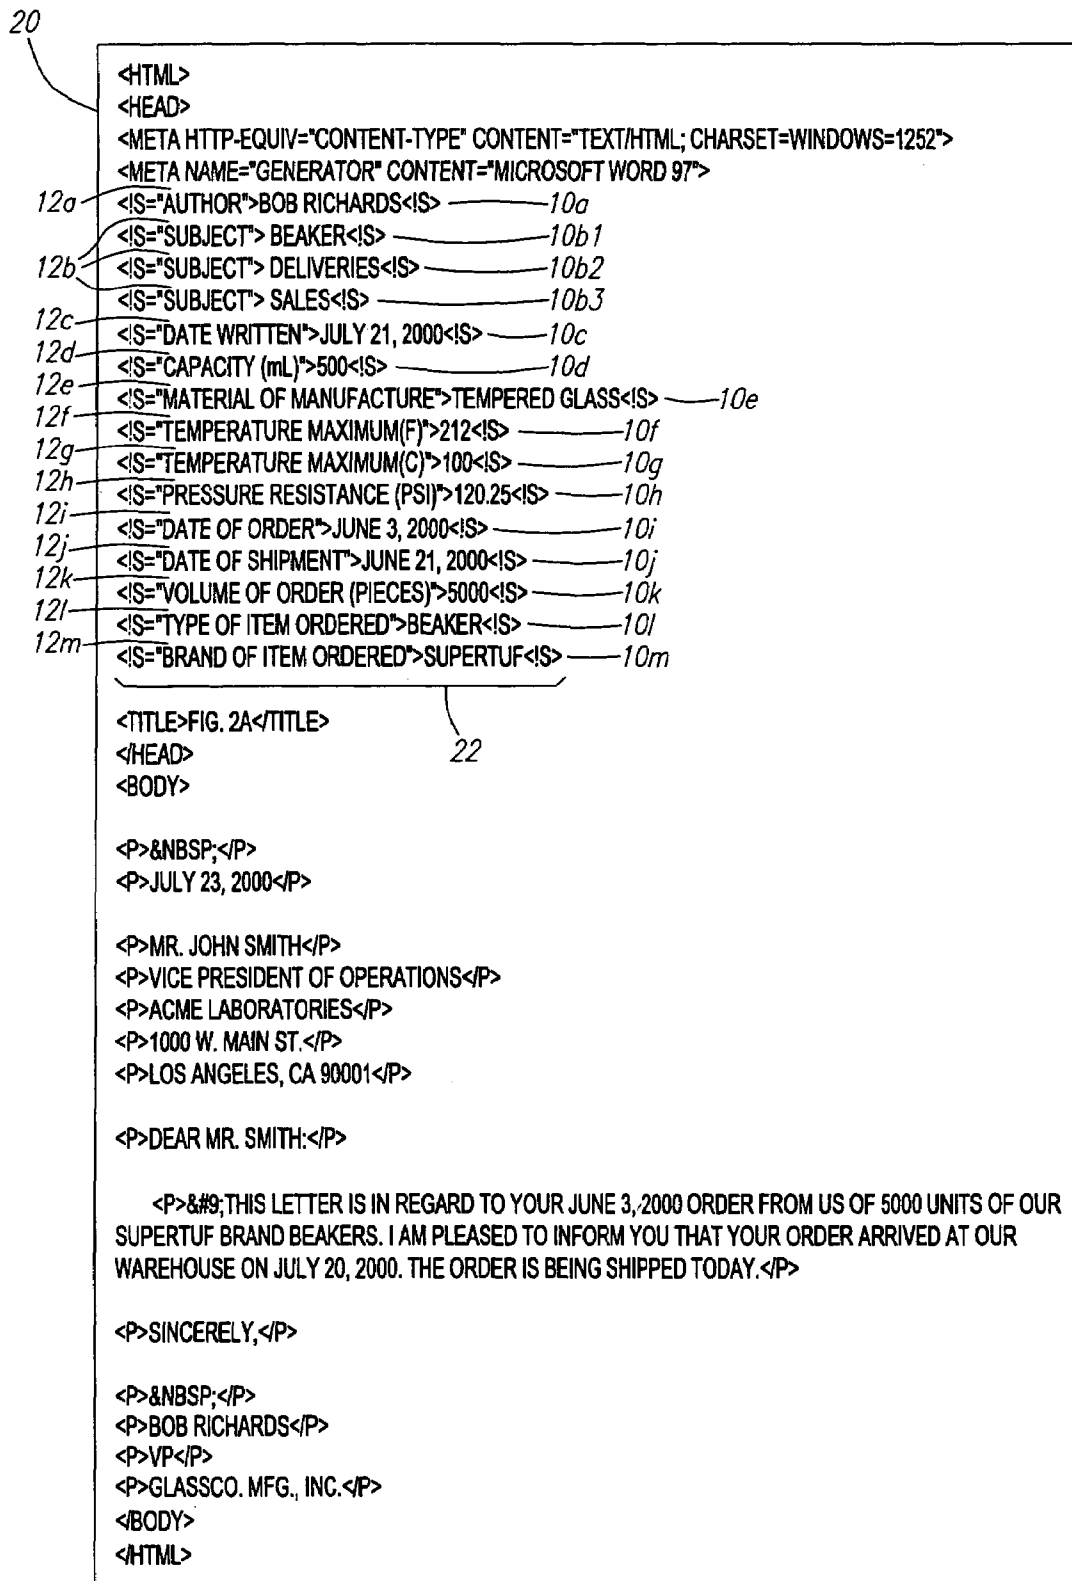 20
<HTML>
<HEAD>
<META HTTP-EQUIV="CONTENT-TYPE" CONTENT="TEXT/HTML; CHARSET=WINDOWS=1252">
<META NAME="GENERATOR" CONTENT="MICROSOFT WORD 97">
12a <!S="AUTHOR">BOB RICHARDS<!S> 10a
<!S="SUBJECT"> BEAKER<!S> 10b1
12b <!S="SUBJECT"> DELIVERIES<!S> 10b2
<!S="SUBJECT"> SALES<!S> 10b3
12c <!S="DATE WRITTEN">JULY 21, 2000<!S> 10c
12d <!S="CAPACITY (mL)">500<!S> 10d
12e <!S="MATERIAL OF MANUFACTURE">TEMPERED GLASS<!S> 10e
12f <!S="TEMPERATURE MAXIMUM(F)">212<!S> 10f
12g <!S="TEMPERATURE MAXIMUM(C)">100<!S> 10g
12h <!S="PRESSURE RESISTANCE (PSI)">120.25<!S> 10h
12i <!S="DATE OF ORDER">JUNE 3, 2000<!S> 10i
12j <!S="DATE OF SHIPMENT">JUNE 21, 2000<!S> 10j
12k <!S="VOLUME OF ORDER (PIECES)">5000<!S> 10k
12l <!S="TYPE OF ITEM ORDERED">BEAKER<!S> 10l
12m <!S="BRAND OF ITEM ORDERED">SUPERTUF<!S> 10m
<TITLE>FIG. 2A</TITLE>
</HEAD> 22
<BODY>
<P>&NBSP;</P>
<P>JULY 23, 2000</P>
<P>MR. JOHN SMITH</P>
<P>VICE PRESIDENT OF OPERATIONS</P>
<P>ACME LABORATORIES</P>
<P>1000 W. MAIN ST.</P>
<P>LOS ANGELES, CA 90001</P>
<P>DEAR MR. SMITH:</P>
<P>&#9;THIS LETTER IS IN REGARD TO YOUR JUNE 3, 2000 ORDER FROM US OF 5000 UNITS OF OUR
SUPERTUF BRAND BEAKERS. I AM PLEASED TO INFORM YOU THAT YOUR ORDER ARRIVED AT OUR
WAREHOUSE ON JULY 20, 2000. THE ORDER IS BEING SHIPPED TODAY.</P>
<P>SINCERELY,</P>
<P>&NBSP;</P>
<P>BOB RICHARDS</P>
<P>VP</P>
<P>GLASSCO. MFG., INC.</P>
</BODY>
</HTML>